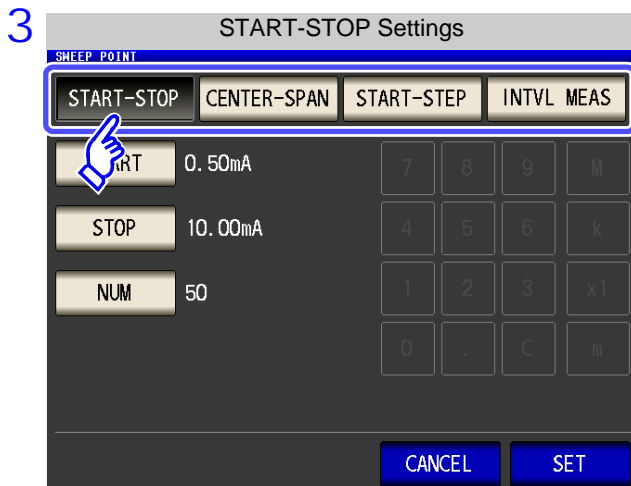 3
START-STOP Settings
SWEEP POINT
START-STOP CENTER-SPAN START-STEP INTVL MEAS
START 0.50mA
7 8 9 M
STOP 10.00mA
4 5 6 k
NUM 50
1 2 3 x1
0 . C m
CANCEL SET